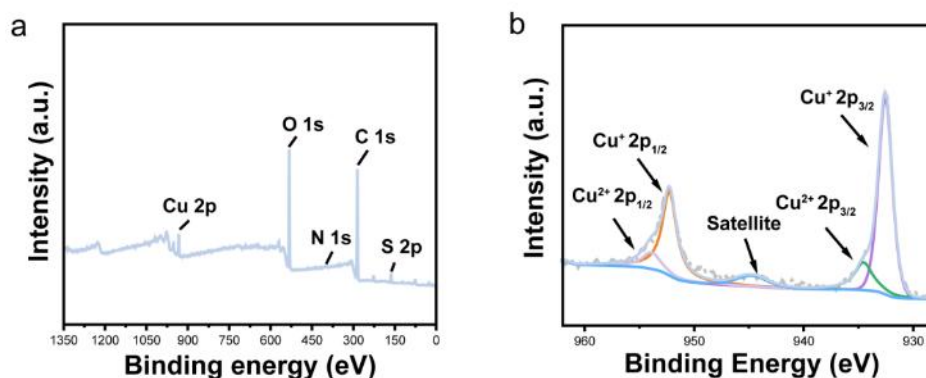 a
Intensity (a.u.)
O 1s
C 1s
Cu 2p
N 1s
S 2p
1350 1200 1050 900 750 600 450 300 150 0
Binding energy (eV)
b
Intensity (a.u.)
Cu⁺ 2p₃/₂
Cu⁺ 2p₁/₂
Cu²⁺ 2p₁/₂
Satellite
Cu²⁺ 2p₃/₂
960 950 940 930
Binding Energy (eV)